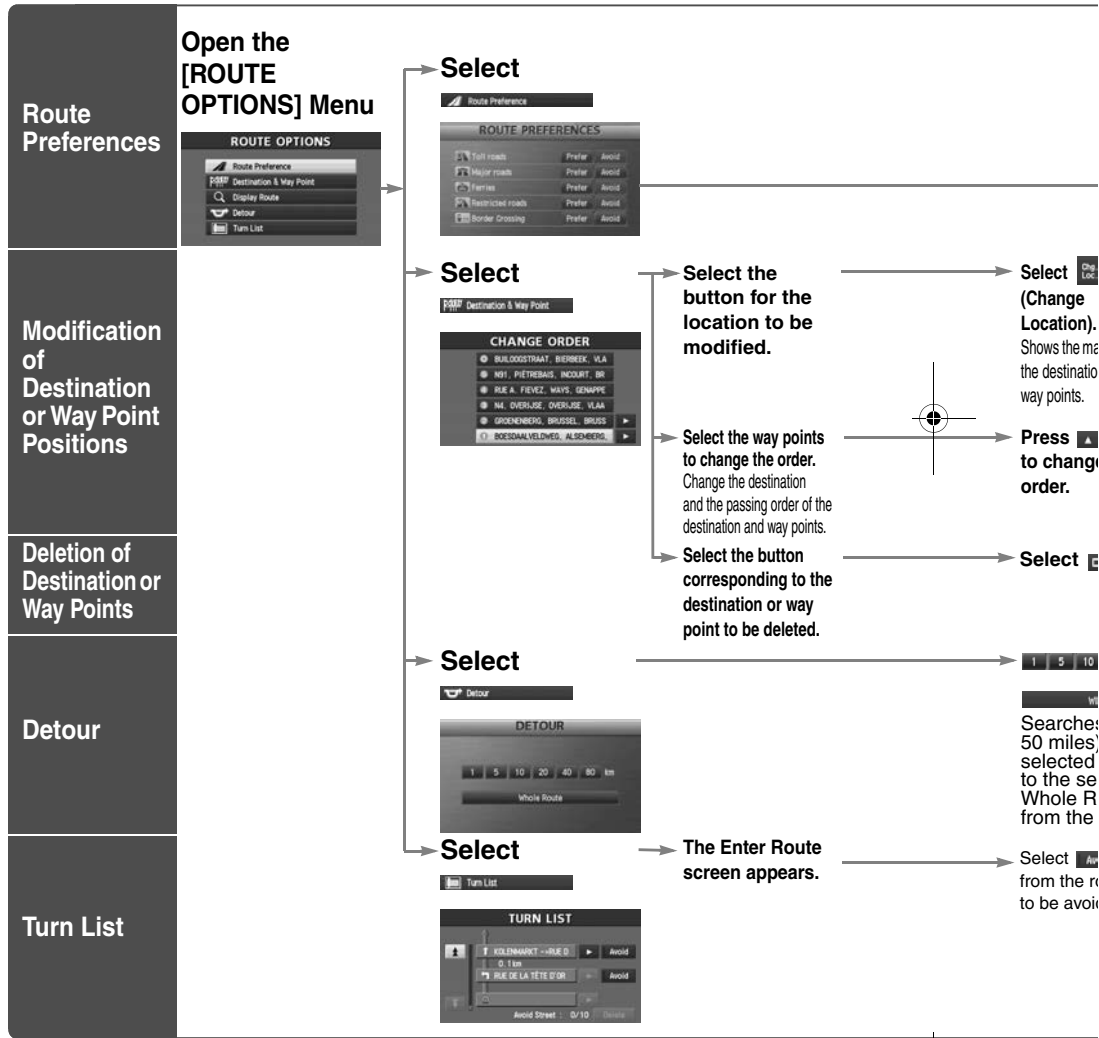 Route
Preferences
Open the
[ROUTE
OPTIONS] Menu
ROUTE OPTIONS
Route Preference
Destination & Way Point
Display Route
Detour
Turn List
Select
Route Preference
ROUTE PREFERENCES
Toll roads Prefer Avoid
Major roads Prefer Avoid
Ferries Prefer Avoid
Restricted roads Prefer Avoid
Border Crossing Prefer Avoid
Modification
of
Destination
or Way Point
Positions
Select
Destination & Way Point
CHANGE ORDER
BUILOOGSTRAAT, BIERBEEK, VLA
N91, PIÉTREBAIS, INCOURT, BR
RUE A. FIEVEZ, WAYS, GENAPPE
N4, OVERIJSE, OVERIJSE, VLAA
GROENENBERG, BRUSSEL, BRUSS
BOESDAALVELDWEG, ALSEMBERG,
Select the
button for the
location to be
modified.
Select Chg. Loc.
(Change
Location).
Shows the ma
the destinatio
way points.
Select the way points
to change the order.
Change the destination
and the passing order of the
destination and way points.
Press ▲
to change
order.
Deletion of
Destination or
Way Points
Select the button
corresponding to the
destination or way
point to be deleted.
Select
Detour
Select
Detour
DETOUR
1 5 10 20 40 80 km
Whole Route
1 5 10
Searches
50 miles)
selected
to the se
Whole R
from the
Turn List
Select
Turn List
TURN LIST
KOLENMARKT -->RUE D Avoid
0.1km
RUE DE LA TÊTE D'OR Avoid
Avoid Street : 0/10 Delete
The Enter Route
screen appears.
Select Avo
from the ro
to be avoid